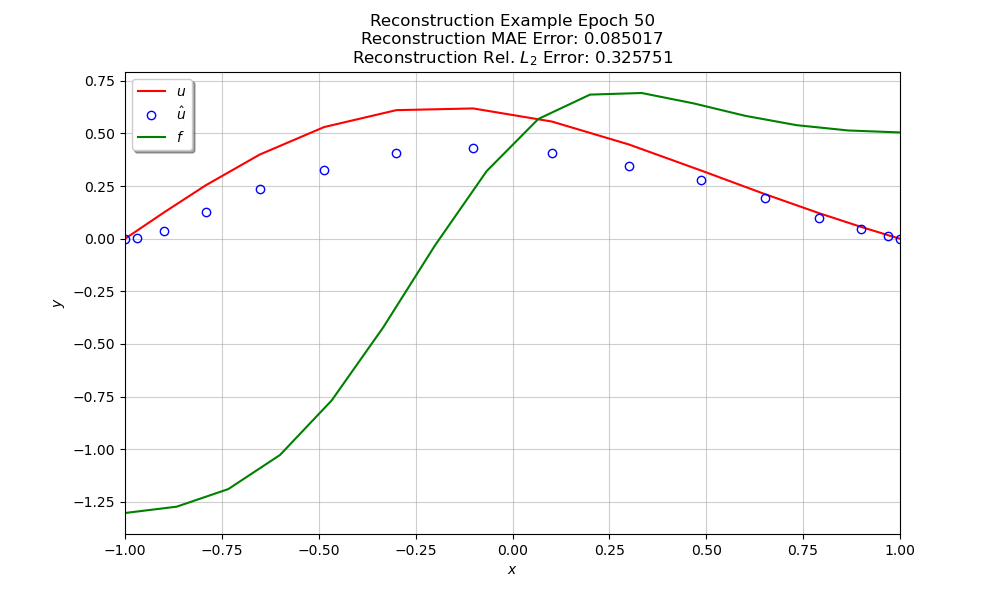 Reconstruction Example Epoch 50
Reconstruction MAE Error: 0.085017
Reconstruction Rel. $L_2$ Error: 0.325751
u
û
f
y
0.75
0.50
0.25
0.00
−0.25
−0.50
−0.75
−1.00
−1.25
−1.00 −0.75 −0.50 −0.25 0.00 0.25 0.50 0.75 1.00
x